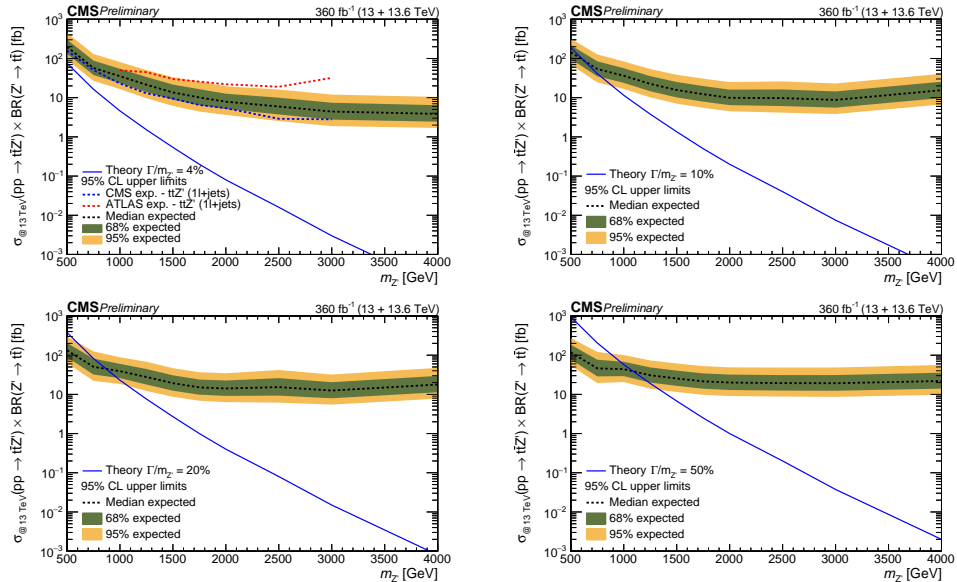 CMS Preliminary 360 fb⁻¹ (13 + 13.6 TeV)
σ@13 TeV(pp → tt̄Z') × BR(Z' → tt̄) [fb]
10³
10²
10
1
10⁻¹
10⁻²
10⁻³
Theory Γ/mZ' = 4%
95% CL upper limits
CMS exp. - ttZ' (1l+jets)
ATLAS exp. - ttZ' (1l+jets)
Median expected
68% expected
95% expected
500 1000 1500 2000 2500 3000 3500 4000
mZ' [GeV]
CMS Preliminary 360 fb⁻¹ (13 + 13.6 TeV)
σ@13 TeV(pp → tt̄Z') × BR(Z' → tt̄) [fb]
10³
10²
10
1
10⁻¹
10⁻²
10⁻³
Theory Γ/mZ' = 10%
95% CL upper limits
Median expected
68% expected
95% expected
500 1000 1500 2000 2500 3000 3500 4000
mZ' [GeV]
CMS Preliminary 360 fb⁻¹ (13 + 13.6 TeV)
σ@13 TeV(pp → tt̄Z') × BR(Z' → tt̄) [fb]
10³
10²
10
1
10⁻¹
10⁻²
10⁻³
Theory Γ/mZ' = 20%
95% CL upper limits
Median expected
68% expected
95% expected
500 1000 1500 2000 2500 3000 3500 4000
mZ' [GeV]
CMS Preliminary 360 fb⁻¹ (13 + 13.6 TeV)
σ@13 TeV(pp → tt̄Z') × BR(Z' → tt̄) [fb]
10³
10²
10
1
10⁻¹
10⁻²
10⁻³
Theory Γ/mZ' = 50%
95% CL upper limits
Median expected
68% expected
95% expected
500 1000 1500 2000 2500 3000 3500 4000
mZ' [GeV]